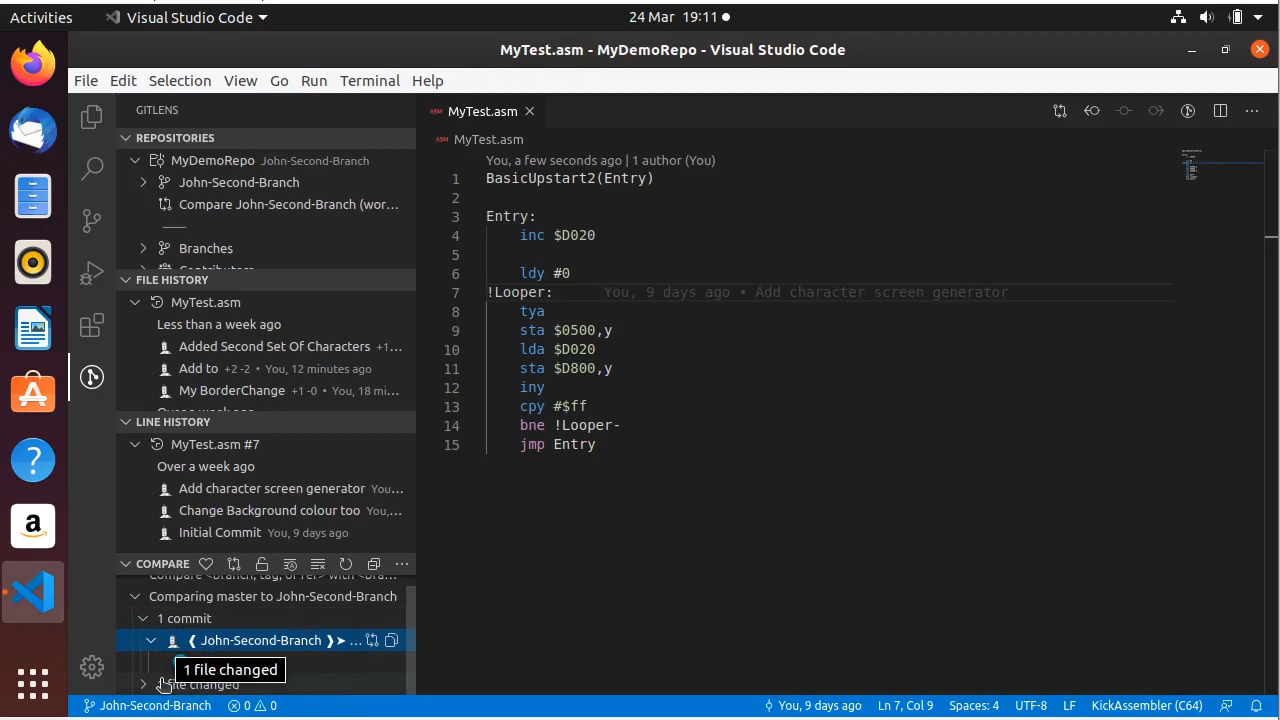 Activities
Visual Studio Code
24 Mar 19:11
MyTest.asm - MyDemoRepo - Visual Studio Code
File Edit Selection View Go Run Terminal Help
GITLENS
REPOSITORIES
MyDemoRepo John-Second-Branch
John-Second-Branch
Compare John-Second-Branch (wor...
Branches
FILE HISTORY
MyTest.asm
Less than a week ago
Added Second Set Of Characters +1...
Add to +2 -2 • You, 12 minutes ago
My BorderChange +1 -0 • You, 18 mi...
LINE HISTORY
MyTest.asm #7
Over a week ago
Add character screen generator You...
Change Background colour too You,...
Initial Commit You, 9 days ago
COMPARE
Comparing master to John-Second-Branch
1 commit
❰ John-Second-Branch ❱➤ ...
1 file changed
file changed
MyTest.asm
ASM MyTest.asm
You, a few seconds ago | 1 author (You)
1 BasicUpstart2(Entry)
2
3 Entry:
4 inc $D020
5
6 ldy #0
7 !Looper: You, 9 days ago • Add character screen generator
8 tya
9 sta $0500,y
10 lda $D020
11 sta $D800,y
12 iny
13 cpy #$ff
14 bne !Looper-
15 jmp Entry
John-Second-Branch 0 0
You, 9 days ago Ln 7, Col 9 Spaces: 4 UTF-8 LF KickAssembler (C64)